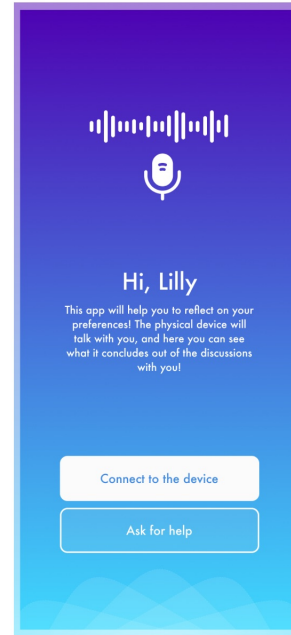 Hi, Lilly
This app will help you to reflect on your
preferences! The physical device will
talk with you, and here you can see
what it concludes out of the discussions
with you!
Connect to the device
Ask for help